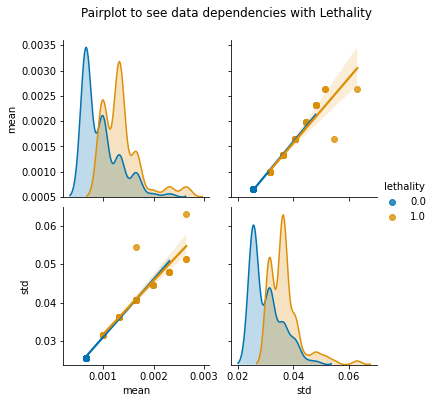 Pairplot to see data dependencies with Lethality
0.0035
0.0030
0.0025
0.0020
0.0015
0.0010
0.0005
mean
lethality
0.0
1.0
0.06
0.05
0.04
0.03
std
0.001 0.002 0.003
mean
0.02 0.04 0.06
std